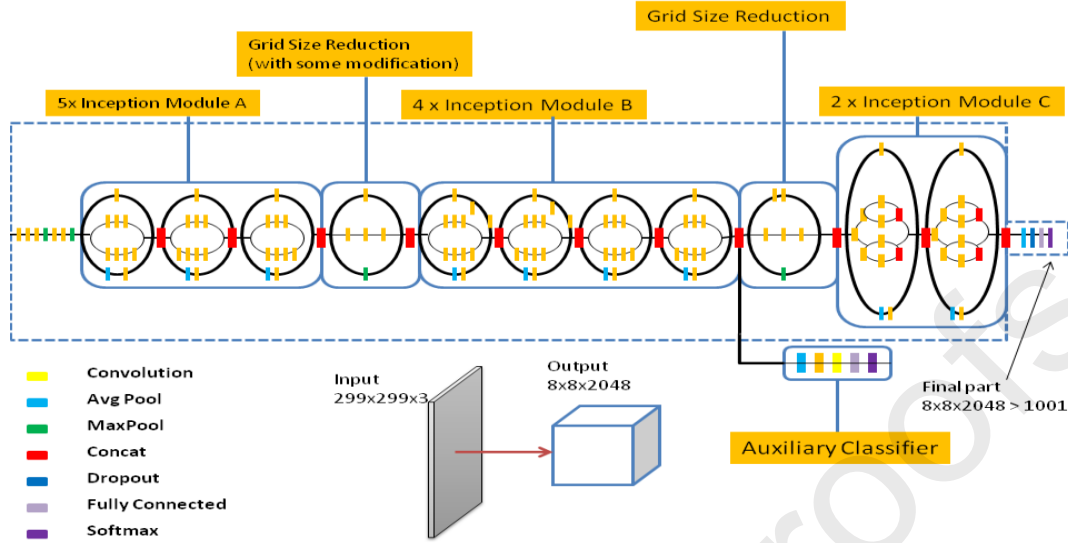 Grid Size Reduction
Grid Size Reduction
(with some modification)
5x Inception Module A
4 x Inception Module B
2 x Inception Module C
Convolution
Avg Pool
MaxPool
Concat
Dropout
Fully Connected
Softmax
Input
299x299x3
Output
8x8x2048
Final part
8x8x2048 > 1001
Auxiliary Classifier
roofs